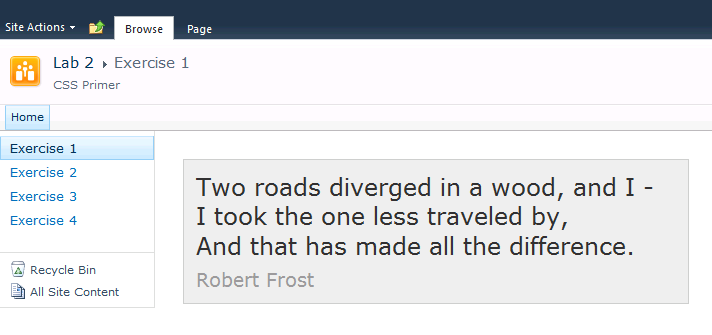 Site Actions Browse Page
Lab 2 Exercise 1
CSS Primer
Home
Exercise 1
Exercise 2
Exercise 3
Exercise 4
Recycle Bin
All Site Content
Two roads diverged in a wood, and I -
I took the one less traveled by,
And that has made all the difference.
Robert Frost